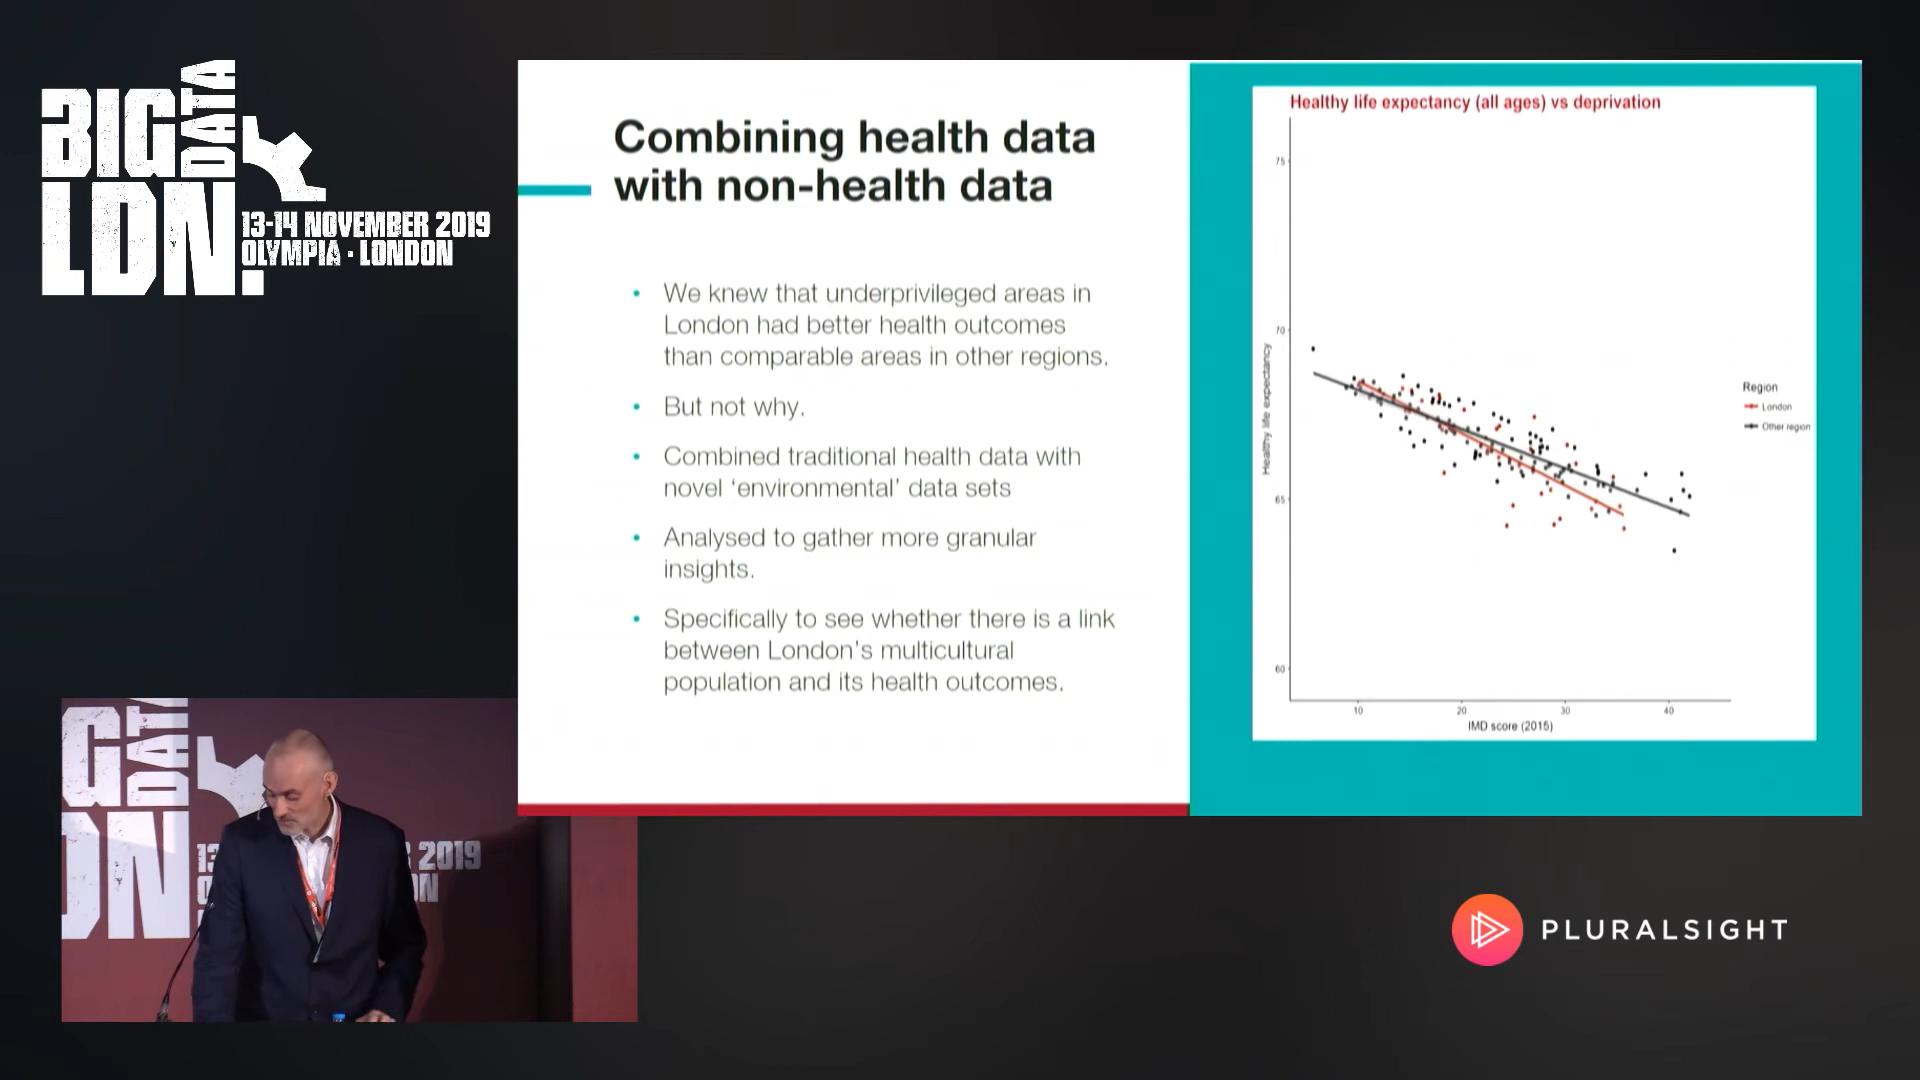 BIG DATA
LDN.
13-14 NOVEMBER 2019
OLYMPIA · LONDON
Combining health data
with non-health data
• We knew that underprivileged areas in
London had better health outcomes
than comparable areas in other regions.
• But not why.
• Combined traditional health data with
novel ‘environmental’ data sets
• Analysed to gather more granular
insights.
• Specifically to see whether there is a link
between London’s multicultural
population and its health outcomes.
Healthy life expectancy (all ages) vs deprivation
75
70
65
60
Healthy life expectancy
10 20 30 40
IMD score (2015)
Region
London
Other region
G DATA
DN
13
R 2019
O
ON
PLURALSIGHT